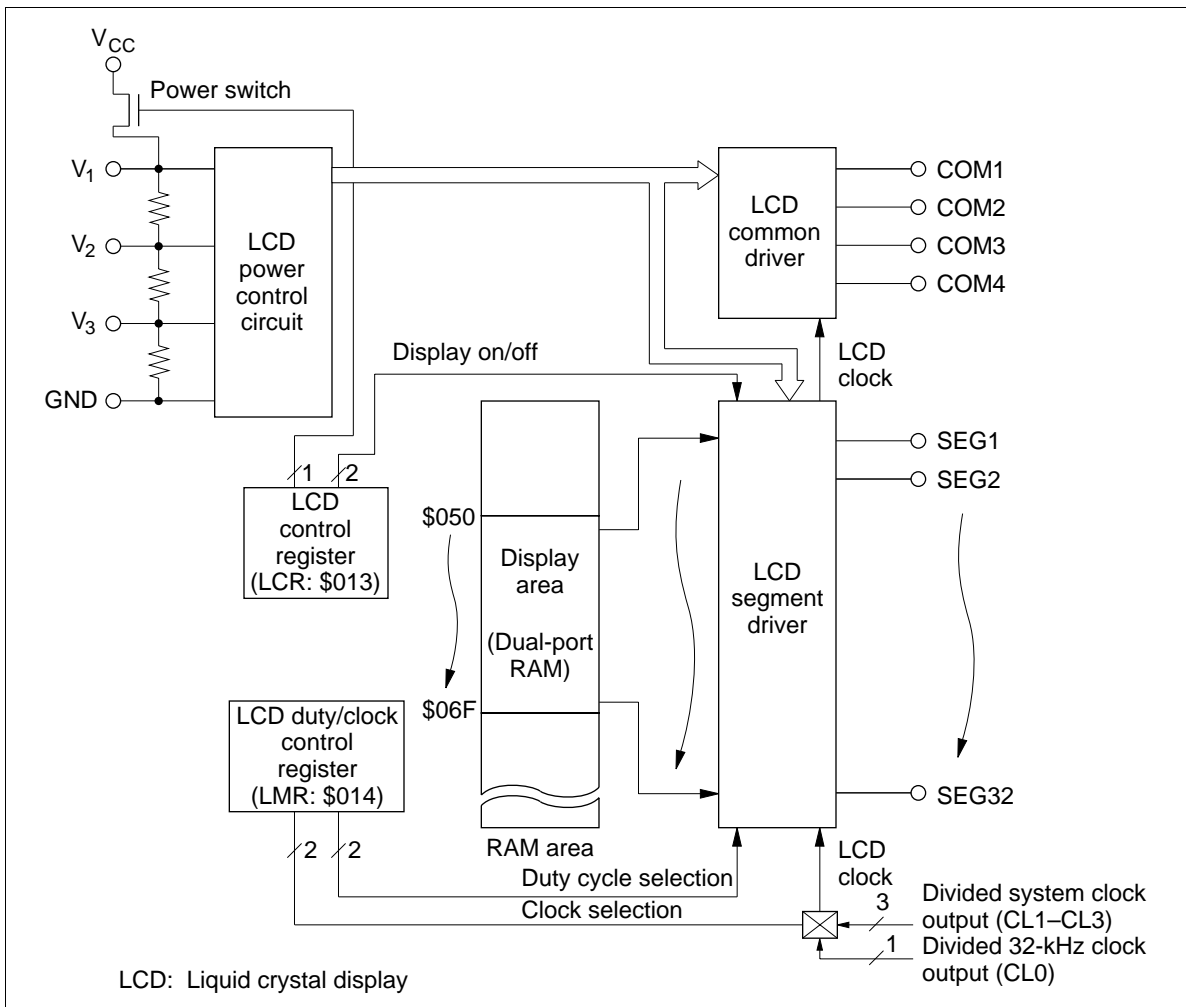 VCC
Power switch
V1
V2
V3
GND
LCD
power
control
circuit
LCD
common
driver
COM1
COM2
COM3
COM4
Display on/off
LCD
clock
1
2
LCD
control
register
(LCR: $013)
$050
Display
area
(Dual-port
RAM)
$06F
RAM area
LCD
segment
driver
SEG1
SEG2
SEG32
LCD duty/clock
control
register
(LMR: $014)
2
2
Duty cycle selection
Clock selection
LCD
clock
3
Divided system clock
output (CL1–CL3)
1
Divided 32-kHz clock
output (CL0)
LCD: Liquid crystal display